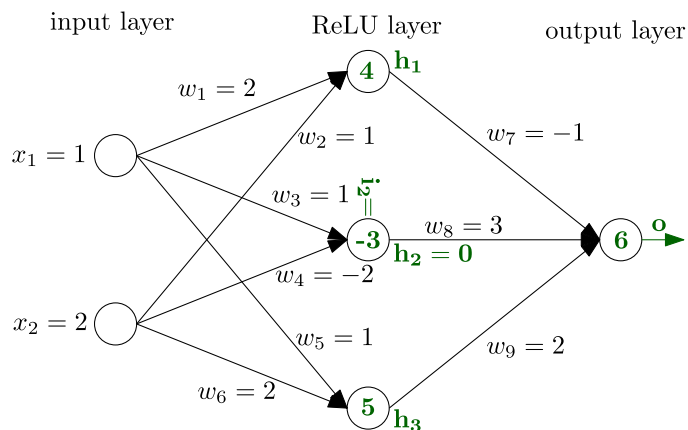 input layer
ReLU layer
output layer
4
h₁
w₁ = 2
w₂ = 1
w₇ = −1
x₁ = 1
i₂=
w₃ = 1
-3
h₂ = 0
w₈ = 3
6
o
w₄ = −2
x₂ = 2
w₅ = 1
w₉ = 2
w₆ = 2
5
h₃